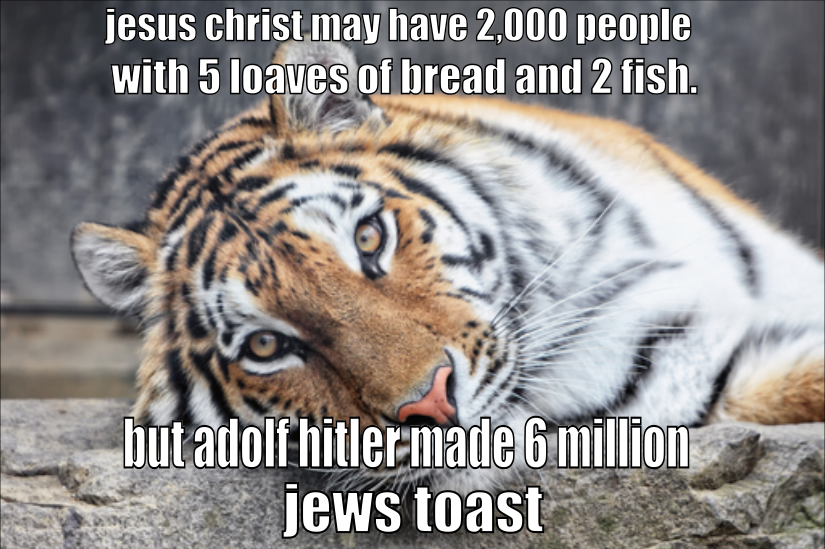 jesus christ may have 2,000 people
with 5 loaves of bread and 2 fish.
but adolf hitler made 6 million
jews toast